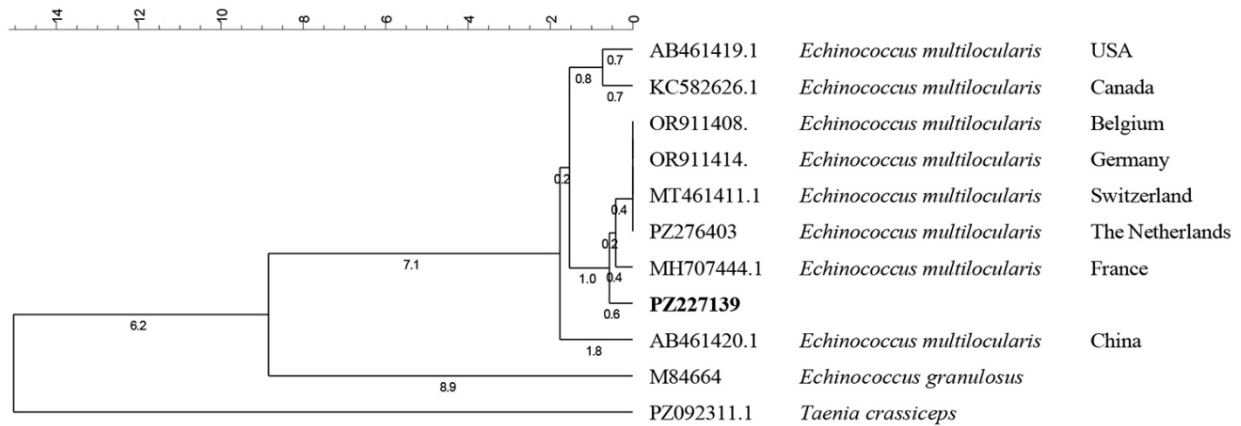 14 12 10 8 6 4 2 0
AB461419.1 Echinococcus multilocularis USA
0.7
0.8
KC582626.1 Echinococcus multilocularis Canada
0.7
OR911408. Echinococcus multilocularis Belgium
OR911414. Echinococcus multilocularis Germany
0.2
MT461411.1 Echinococcus multilocularis Switzerland
0.4
PZ276403 Echinococcus multilocularis The Netherlands
0.2
7.1
MH707444.1 Echinococcus multilocularis France
1.0 0.4
PZ227139
0.6
6.2
AB461420.1 Echinococcus multilocularis China
1.8
M84664 Echinococcus granulosus
8.9
PZ092311.1 Taenia crassiceps